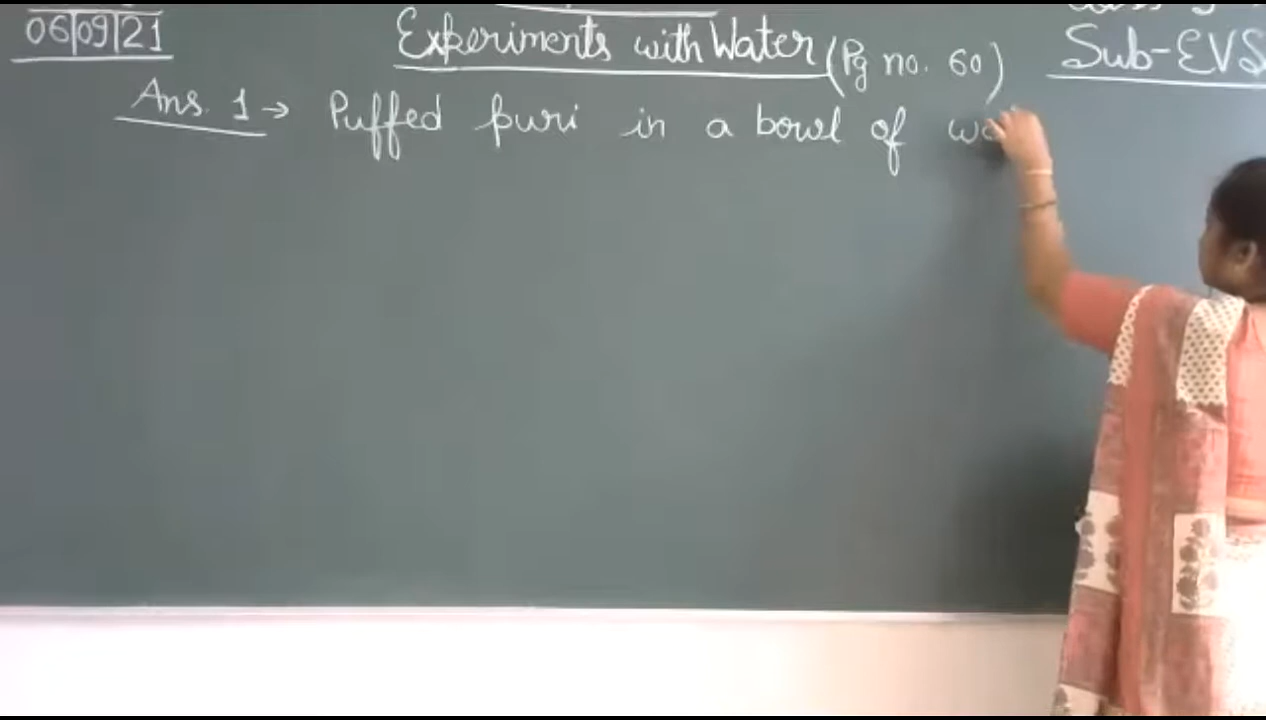 06|09|21
Experiments with Water (Pg no. 60)
Sub-EVS
Ans. 1 → Puffed puri in a bowl of